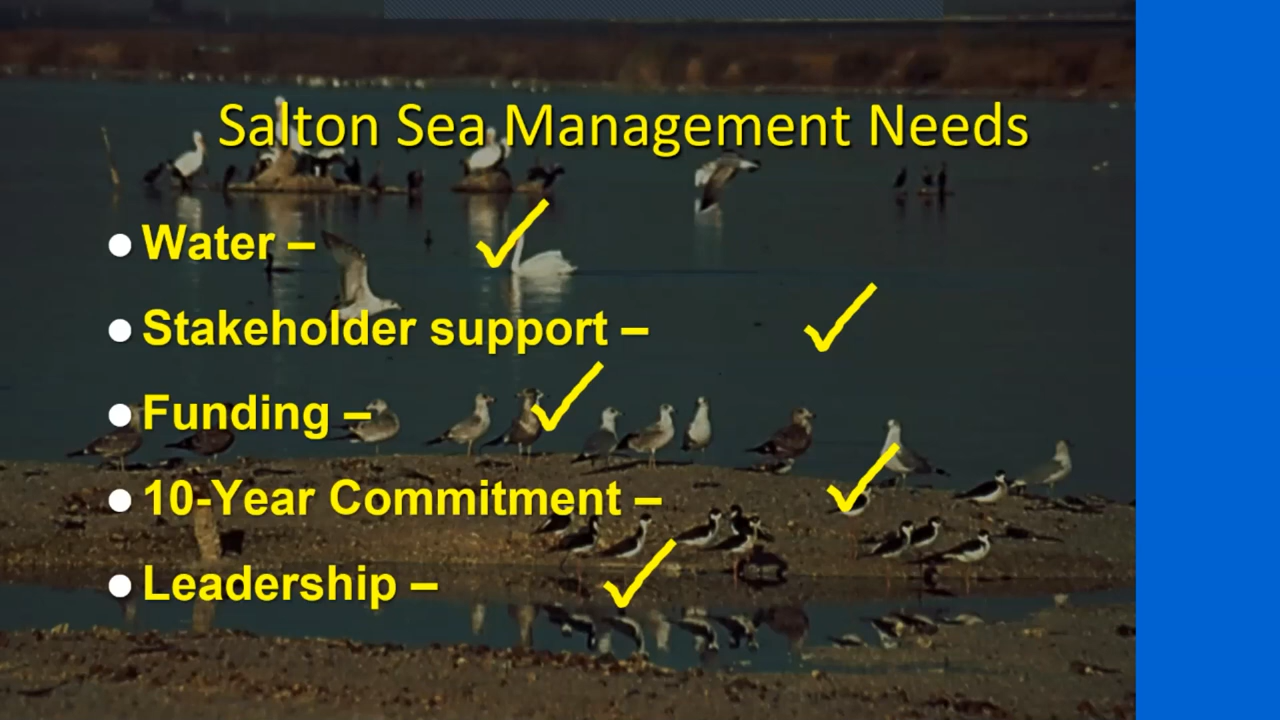 Salton Sea Management Needs
● Water – ✓
● Stakeholder support – ✓
● Funding – ✓
● 10-Year Commitment – ✓
● Leadership – ✓